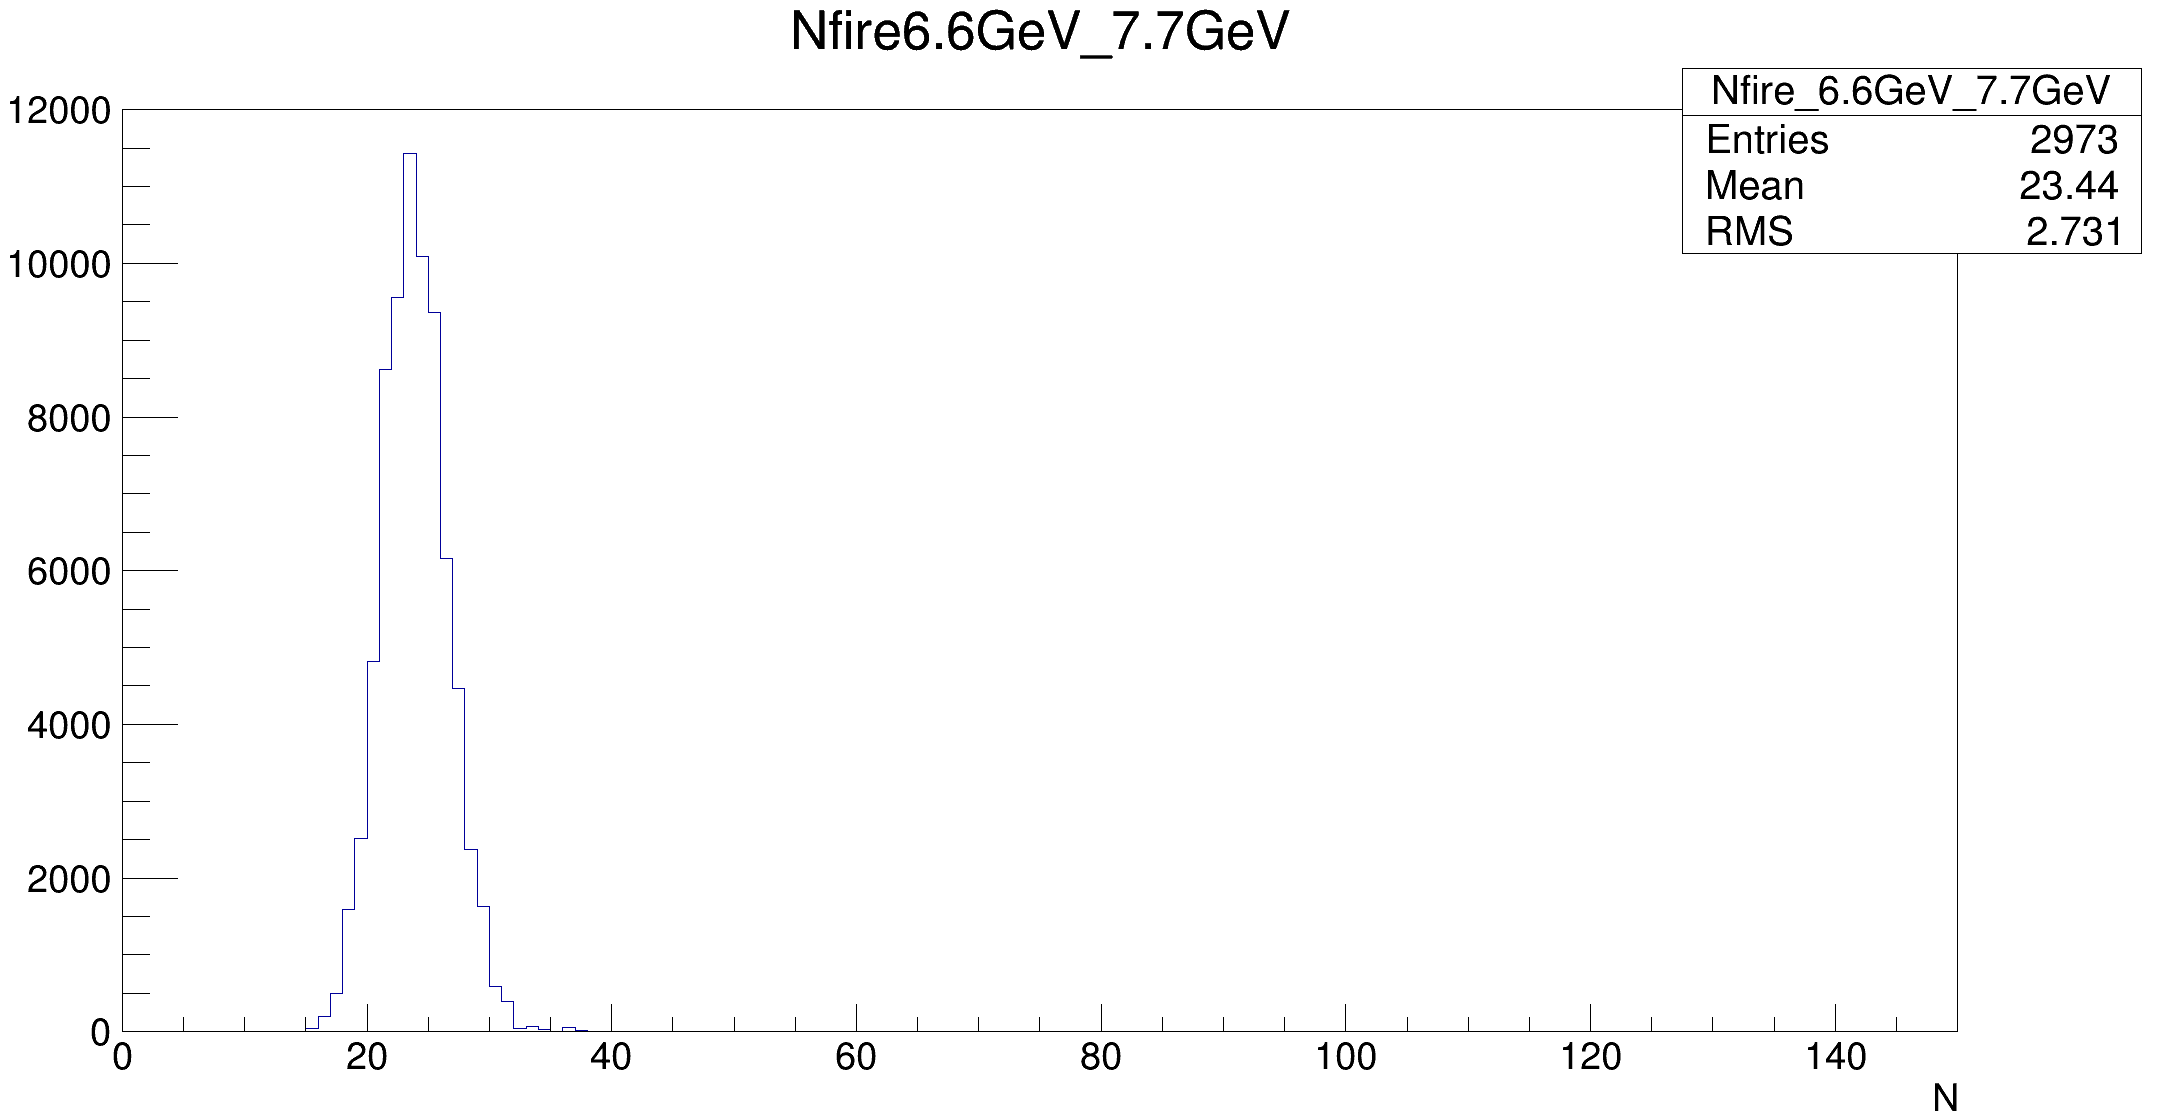 Nfire6.6GeV_7.7GeV
Nfire_6.6GeV_7.7GeV
Entries 2973
Mean 23.44
RMS 2.731
12000
10000
8000
6000
4000
2000
0
0 20 40 60 80 100 120 140
N